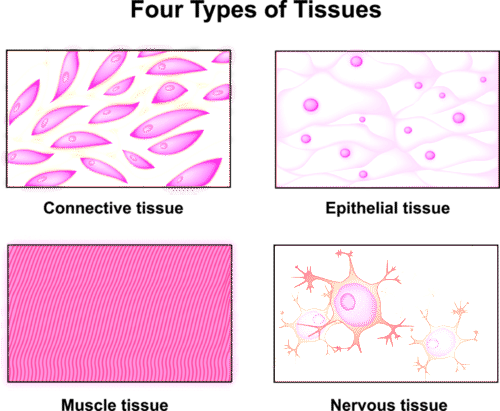 Four Types of Tissues
Connective tissue
Epithelial tissue
Muscle tissue
Nervous tissue